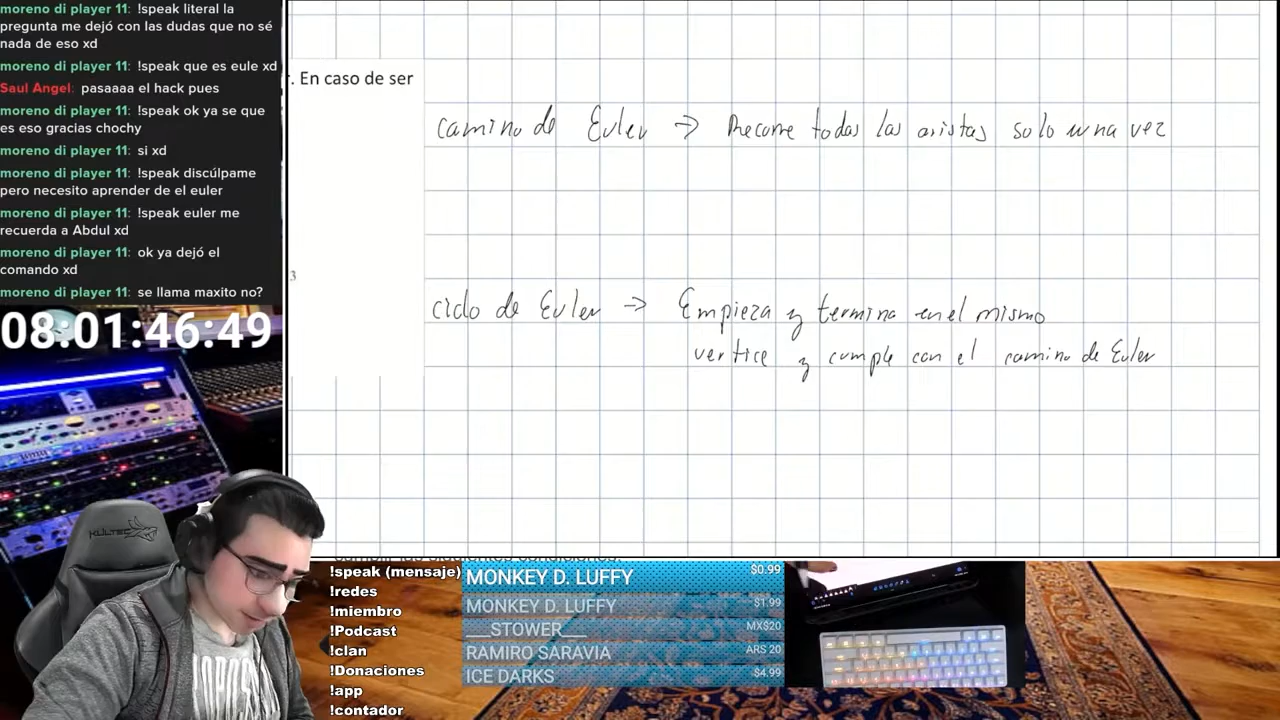 moreno di player 11: !speak literal la
pregunta me dejó con las dudas que no sé
nada de eso xd
moreno di player 11: !speak que es eule xd
Saul Angel: pasaaaa el hack pues
moreno di player 11: !speak ok ya se que
es eso gracias chochy
moreno di player 11: si xd
moreno di player 11: !speak discúlpame
pero necesito aprender de el euler
moreno di player 11: !speak euler me
recuerda a Abdul xd
moreno di player 11: ok ya dejó el
comando xd
moreno di player 11: se llama maxito no?
08:01:46:49
r. En caso de ser
3
camino de Euler → Recorre todas las aristas solo una vez
ciclo de Euler → Empieza y termina en el mismo
vertice y cumple con el camino de Euler
KÜLTEC
!speak (mensaje)
!redes
!miembro
!Podcast
!clan
!Donaciones
!app
!contador
MONKEY D. LUFFY $0.99
MONKEY D. LUFFY $1.99
___STOWER___ MX$20
RAMIRO SARAVIA ARS 20
ICE DARKS $4.99